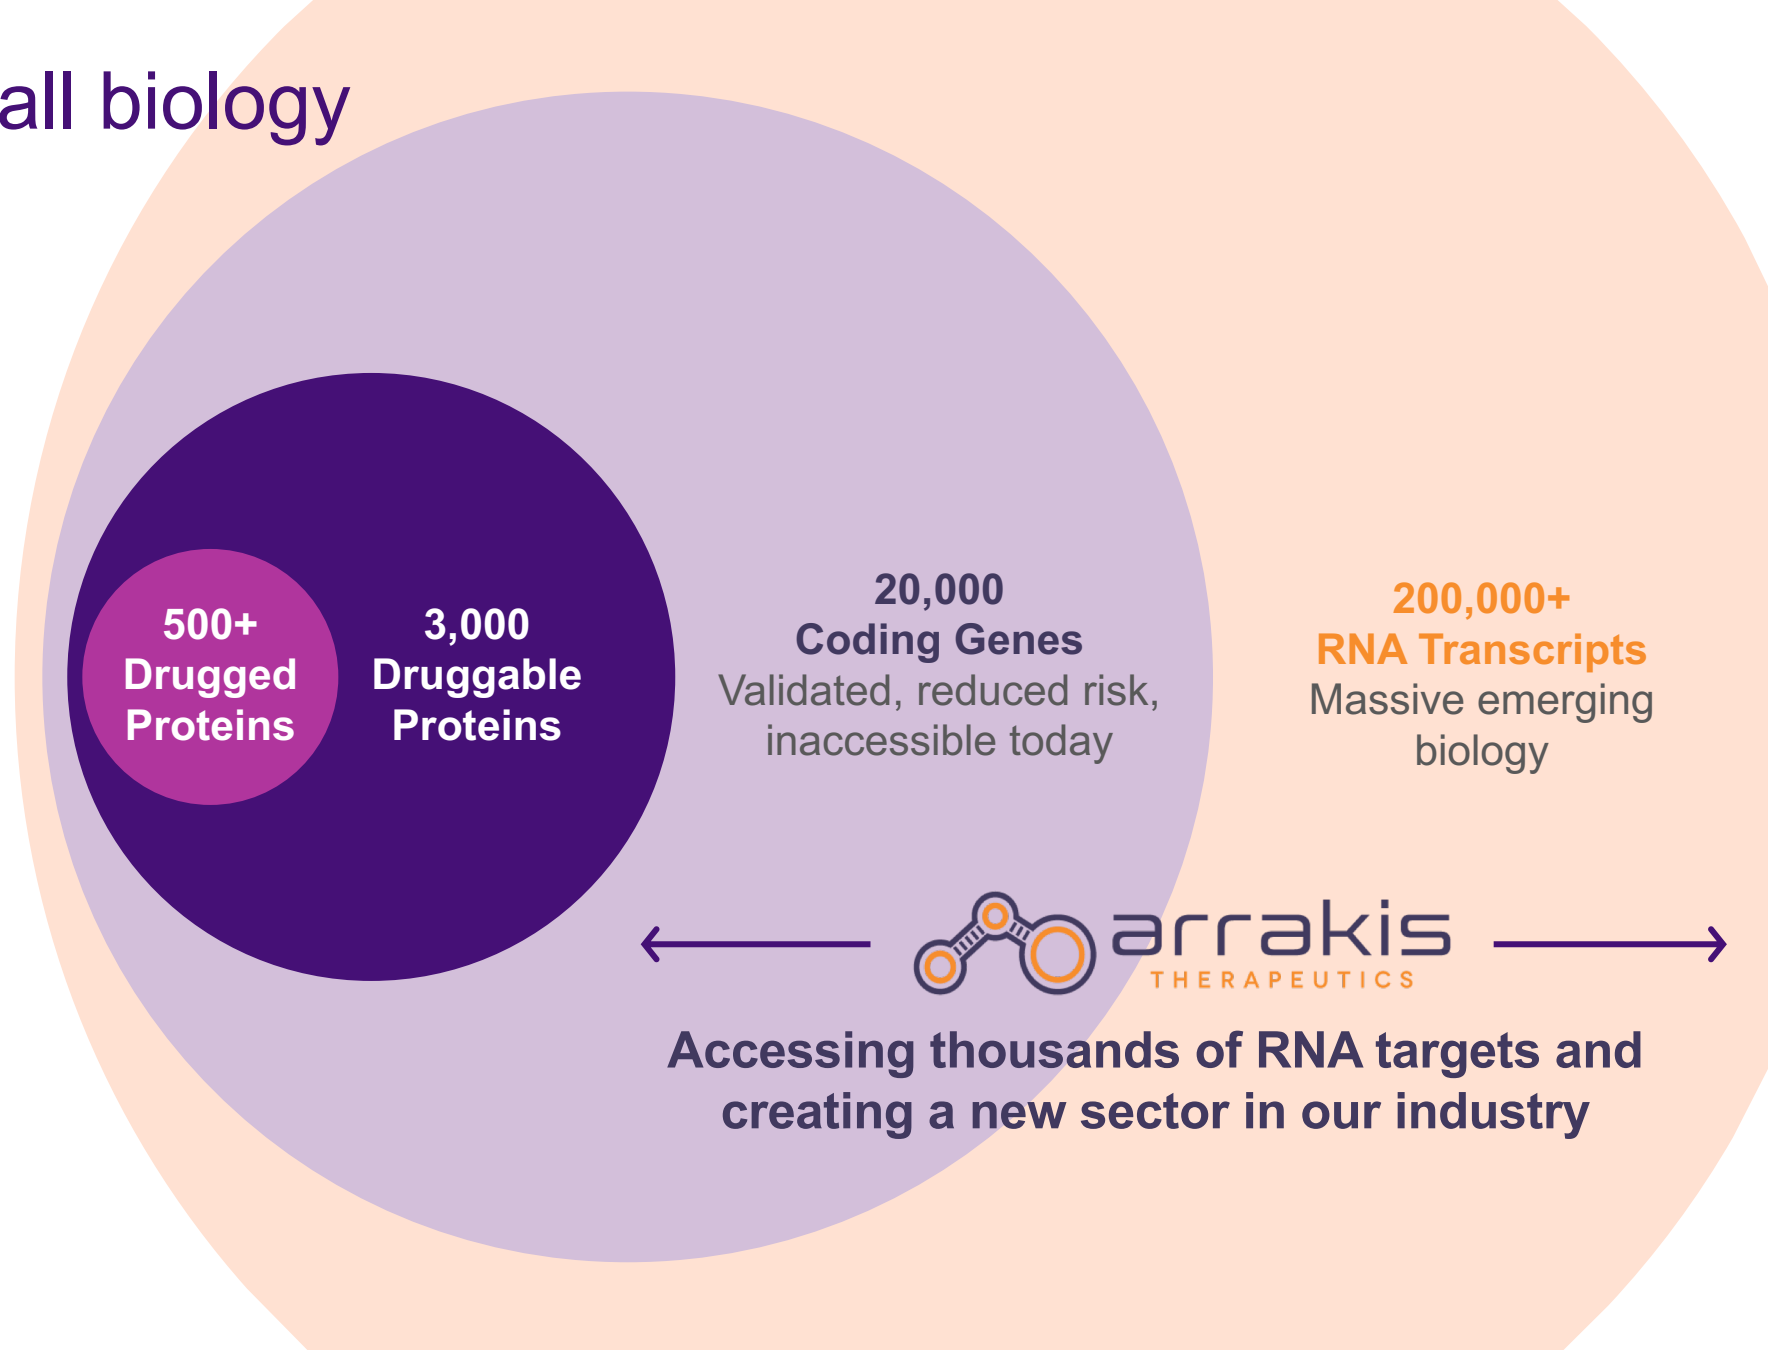 all biology
500+
Drugged
Proteins
3,000
Druggable
Proteins
20,000
Coding Genes
Validated, reduced risk,
inaccessible today
200,000+
RNA Transcripts
Massive emerging
biology
arrakis
THERAPEUTICS
Accessing thousands of RNA targets and
creating a new sector in our industry